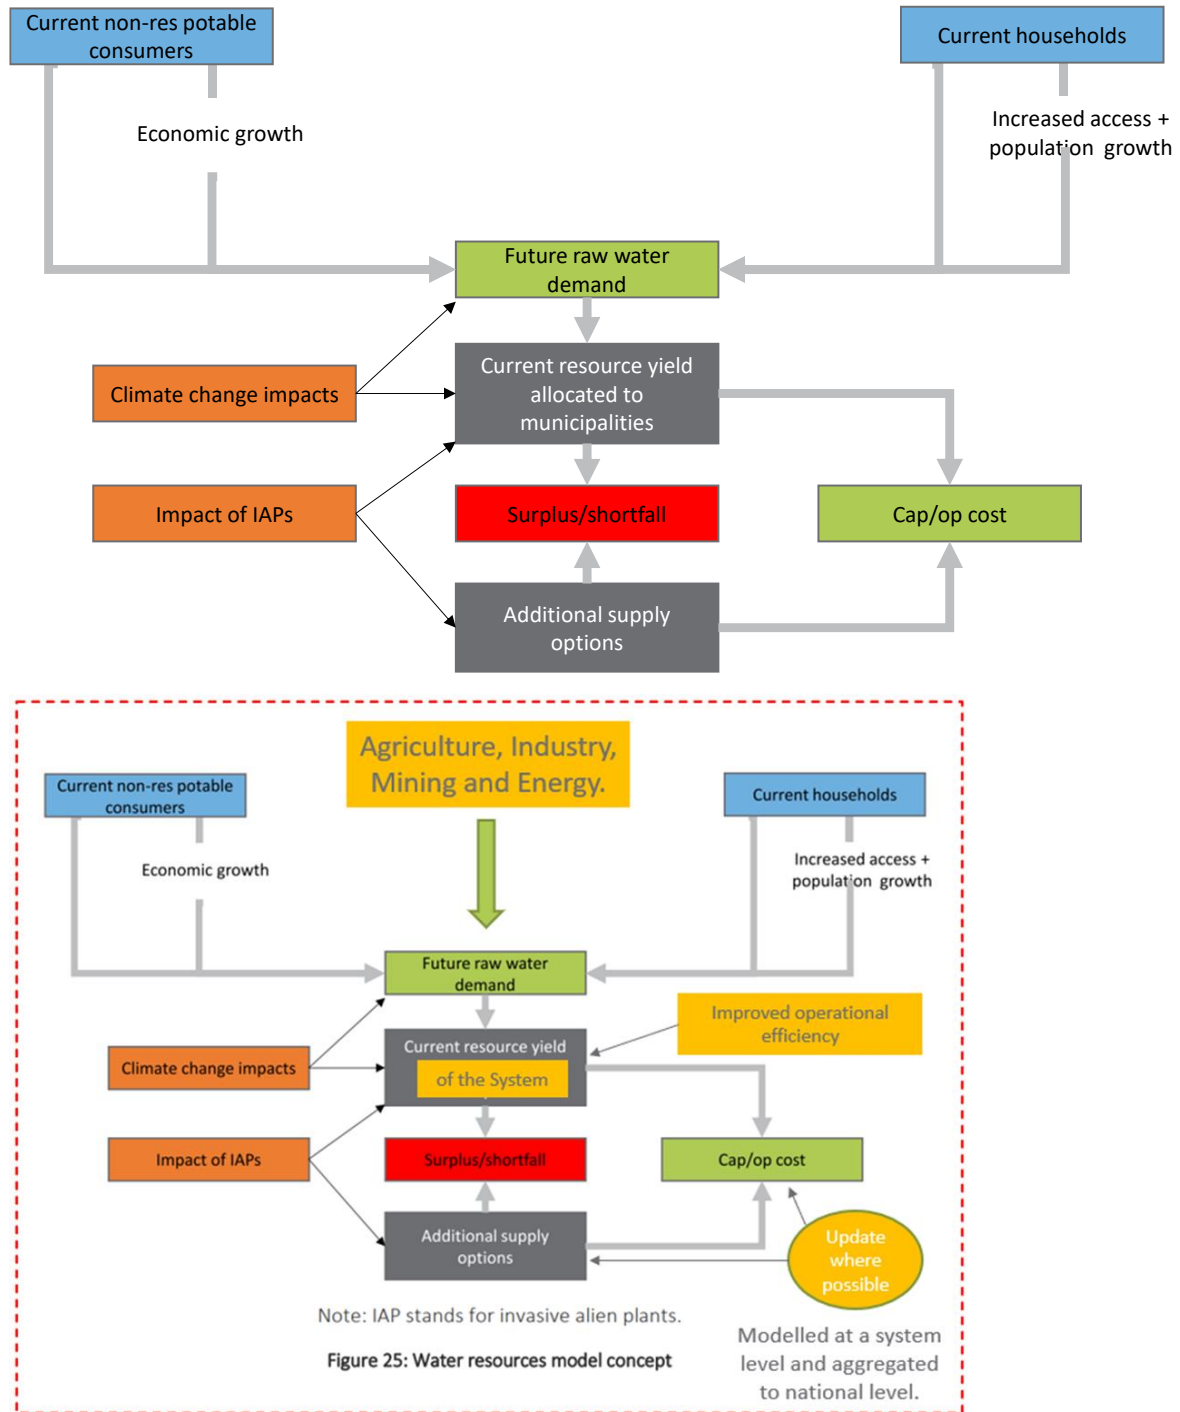 Current non-res potable
consumers
Current households
Economic growth
Increased access +
population growth
Future raw water
demand
Current resource yield
allocated to
municipalities
Climate change impacts
Impact of IAPs
Surplus/shortfall
Cap/op cost
Additional supply
options
Agriculture, Industry,
Mining and Energy.
Current non-res potable
consumers
Current households
Economic growth
Increased access +
population growth
Future raw water
demand
Improved operational
efficiency
Current resource yield
of the System
Climate change impacts
Impact of IAPs
Surplus/shortfall
Cap/op cost
Additional supply
options
Update
where
possible
Note: IAP stands for invasive alien plants.
Figure 25: Water resources model concept
Modelled at a system
level and aggregated
to national level.